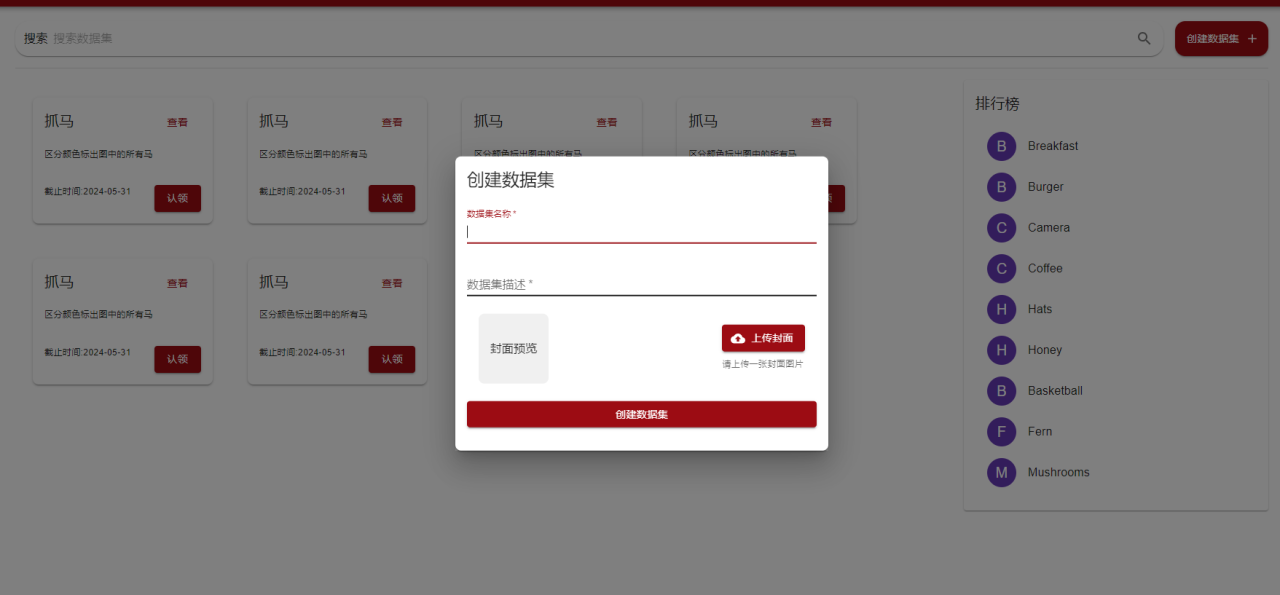 搜索 搜索数据集
创建数据集 +
抓马 查看
区分颜色标出图中的所有马
截止时间:2024-05-31 认领
抓马 查看
区分颜色标出图中的所有马
截止时间:2024-05-31 认领
抓马 查看
区分颜色标出图中的所有马
抓马 查看
区分颜色标出图中的所有马
抓马 查看
区分颜色标出图中的所有马
截止时间:2024-05-31 认领
抓马 查看
区分颜色标出图中的所有马
截止时间:2024-05-31 认领
创建数据集
数据集名称 *
数据集描述 *
封面预览
上传封面
请上传一张封面图片
创建数据集
排行榜
B Breakfast
B Burger
C Camera
C Coffee
H Hats
H Honey
B Basketball
F Fern
M Mushrooms